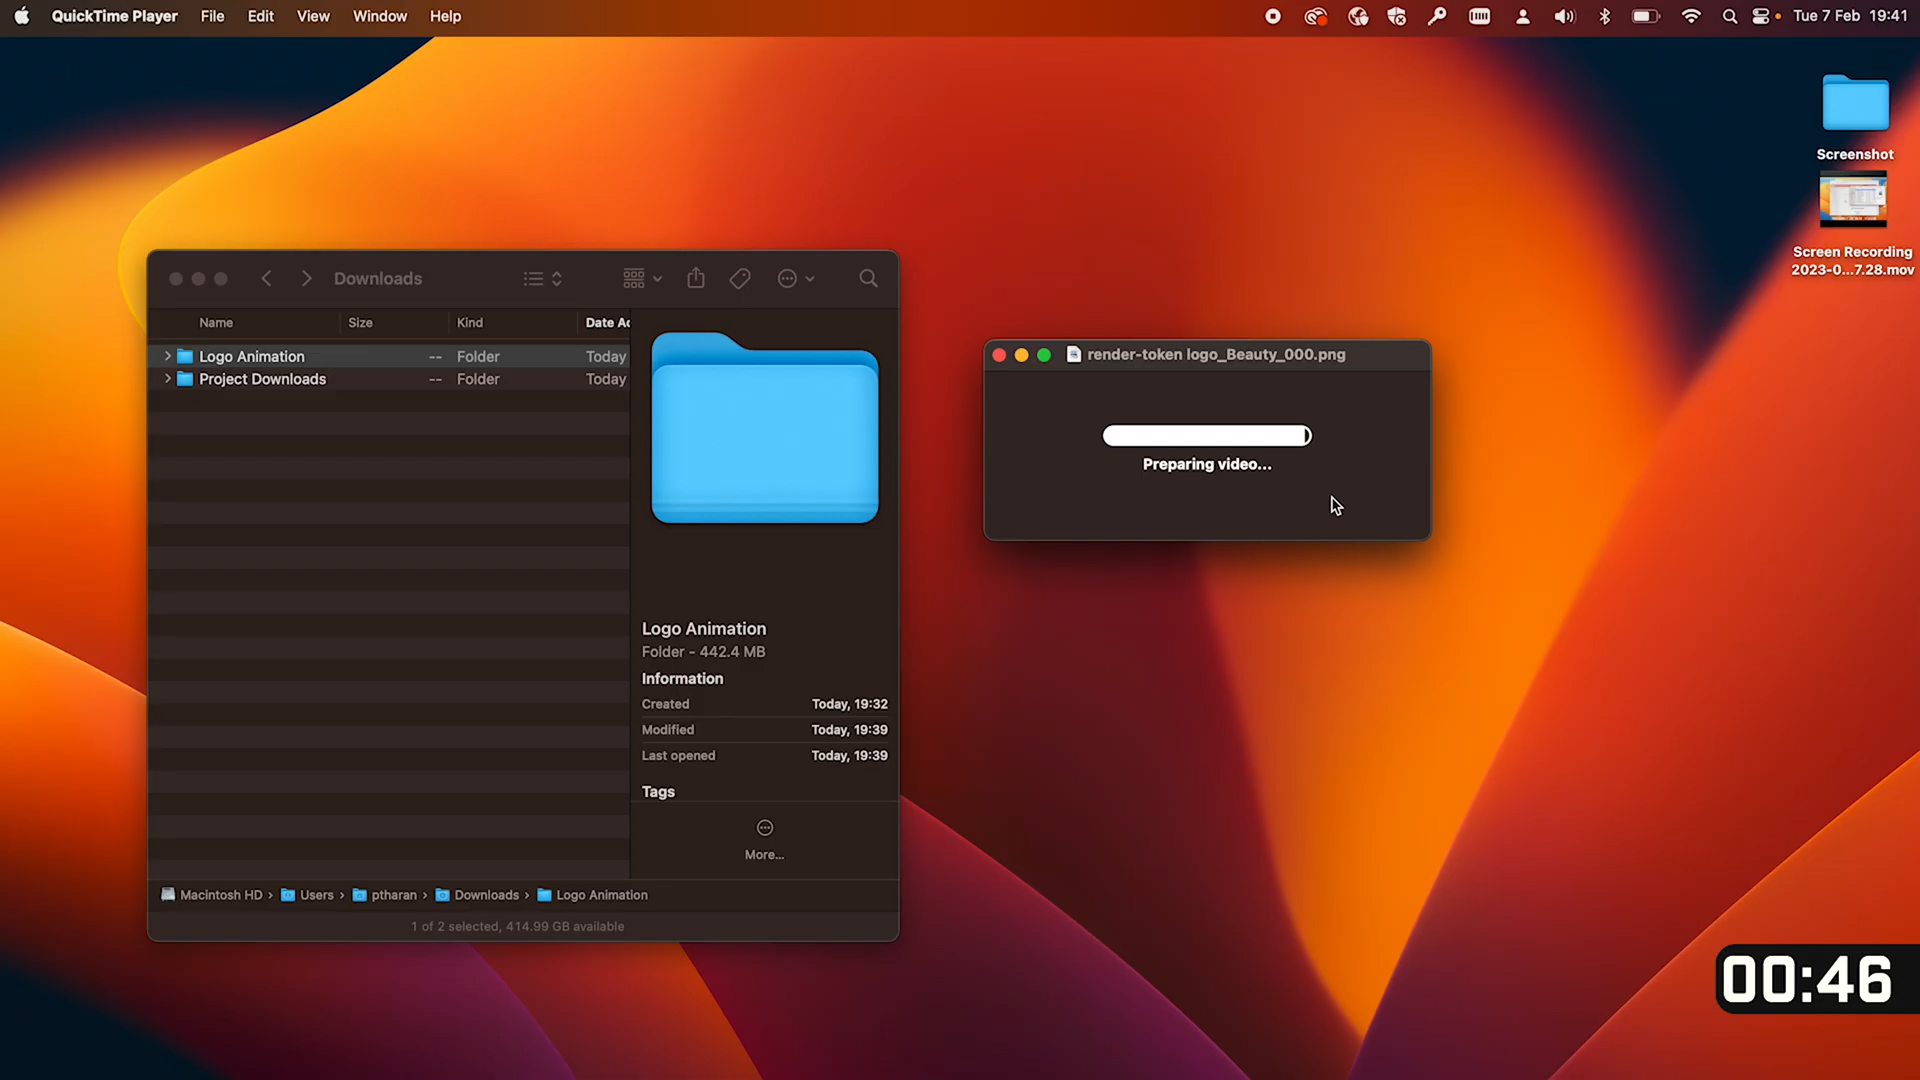 QuickTime Player File Edit View Window Help Tue 7 Feb 19:41
Screenshot
Screen Recording
2023-0...7.28.mov
Downloads
Name Size Kind Date Ad
Logo Animation -- Folder Today
Project Downloads -- Folder Today
Logo Animation
Folder - 442.4 MB
Information
Created Today, 19:32
Modified Today, 19:39
Last opened Today, 19:39
Tags
More...
Macintosh HD › Users › ptharan › Downloads › Logo Animation
1 of 2 selected, 414.99 GB available
render-token logo_Beauty_000.png
Preparing video...
00:46